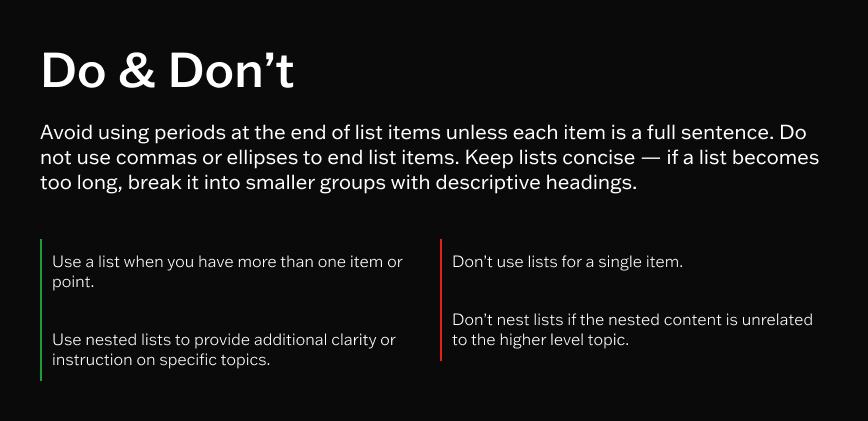 Do & Don’t
Avoid using periods at the end of list items unless each item is a full sentence. Do
not use commas or ellipses to end list items. Keep lists concise — if a list becomes
too long, break it into smaller groups with descriptive headings.
Use a list when you have more than one item or
point.
Use nested lists to provide additional clarity or
instruction on specific topics.
Don’t use lists for a single item.
Don’t nest lists if the nested content is unrelated
to the higher level topic.